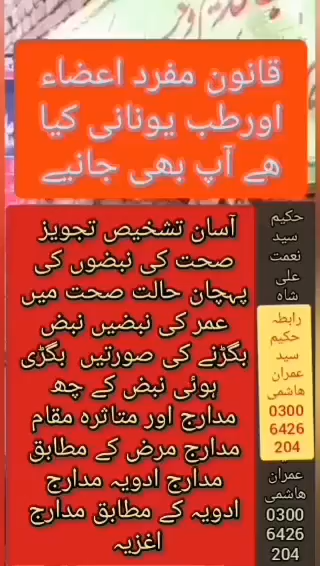 قانون مفرد اعضاء
اورطب یونانی کیا
ھے آپ بھی جانیے
آسان تشخیص تجویز
صحت کی نبضوں کی
پہچان حالت صحت میں
عمر کی نبضیں نبض
بگڑنے کی صورتیں بگڑی
ہوئی نبض کے چھ
مدارج اور متاثرہ مقام
مدارج مرض کے مطابق
مدارج ادویہ مدارج
ادویہ کے مطابق مدارج
اغزیہ
حکیم
سید
نعمت
علی
شاہ
رابطہ
حکیم
سید
عمران
ھاشمی
0300
6426
204
عمران
ھاشمی
0300
6426
204